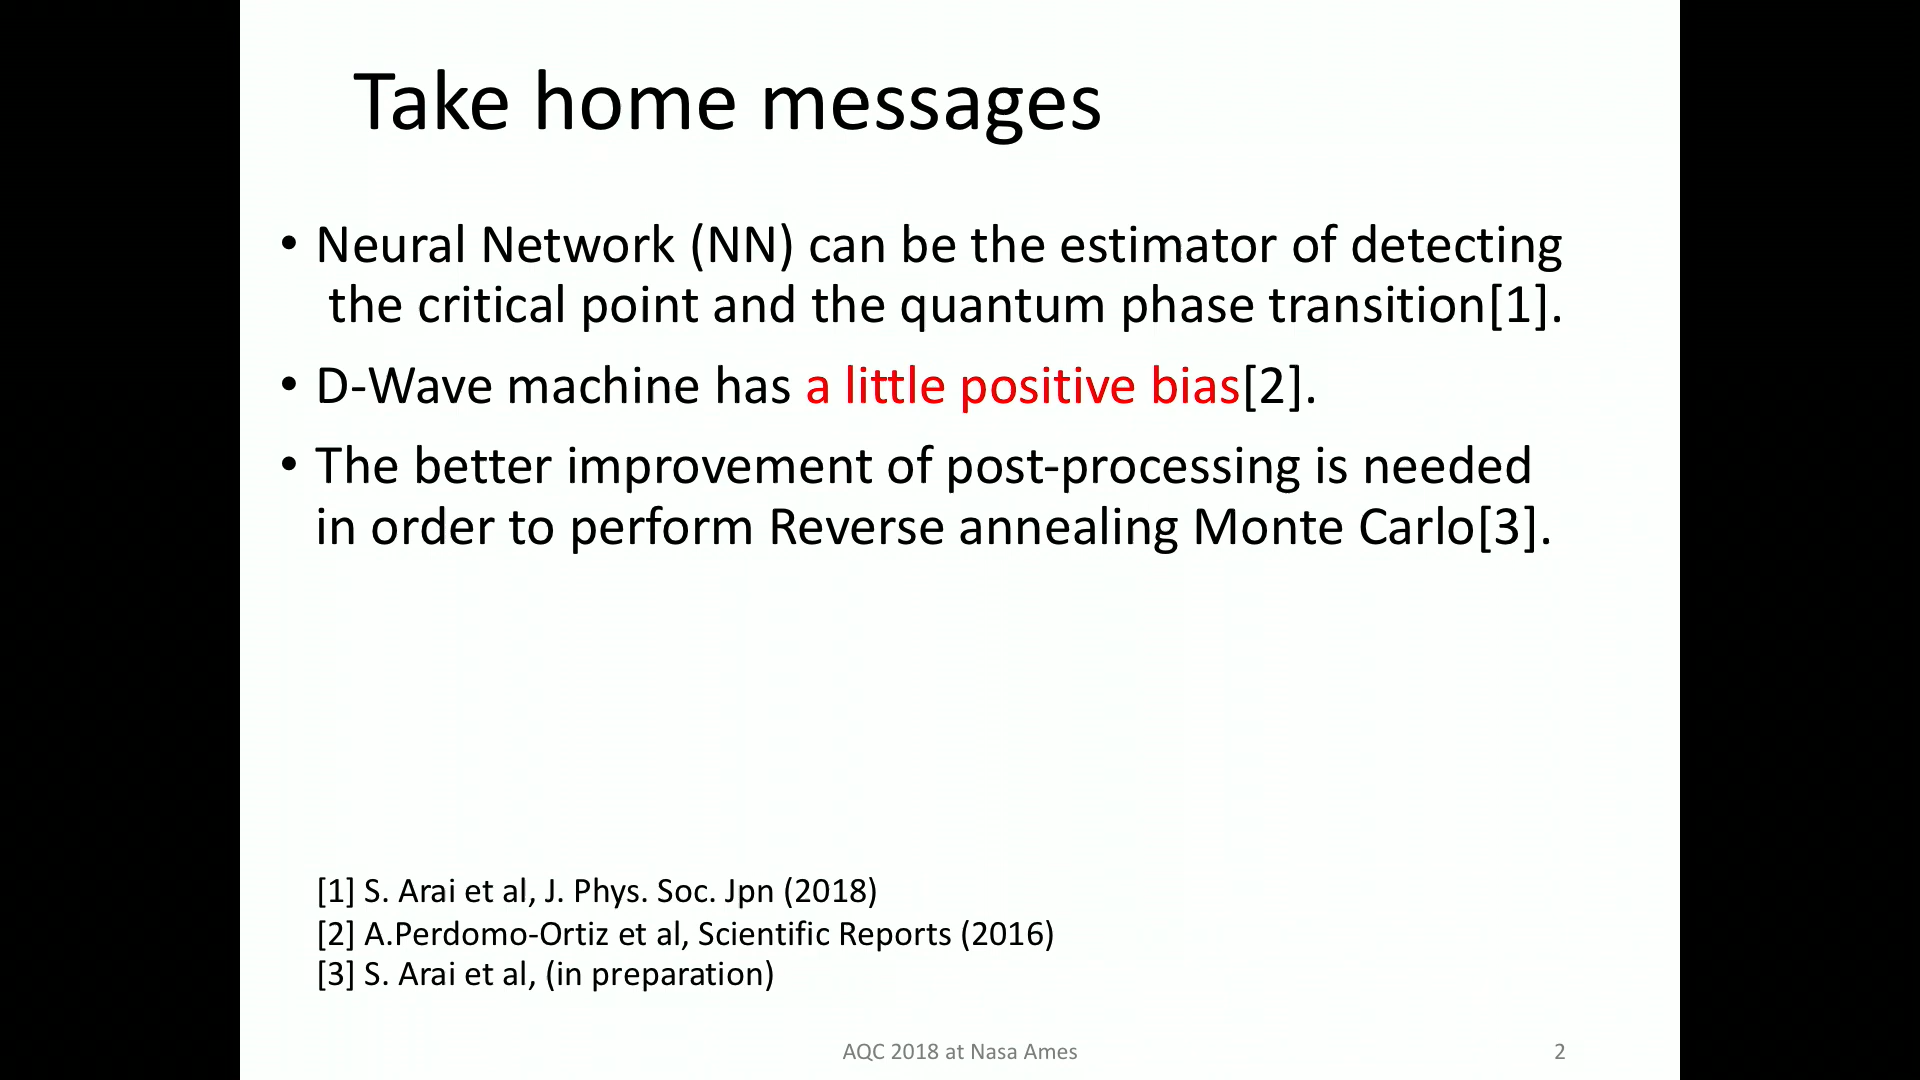 Take home messages
• Neural Network (NN) can be the estimator of detecting
the critical point and the quantum phase transition[1].
• D-Wave machine has a little positive bias[2].
• The better improvement of post-processing is needed
in order to perform Reverse annealing Monte Carlo[3].
[1] S. Arai et al, J. Phys. Soc. Jpn (2018)
[2] A.Perdomo-Ortiz et al, Scientific Reports (2016)
[3] S. Arai et al, (in preparation)
AQC 2018 at Nasa Ames
2